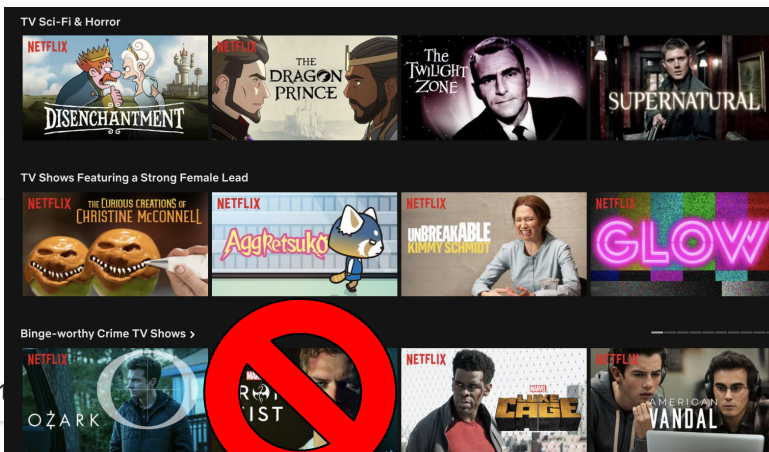 TV Sci-Fi & Horror
NETFLIX
DISENCHANTMENT
NETFLIX
THE
DRAGON
PRINCE
The
TWILIGHT
ZONE
SUPERNATURAL
TV Shows Featuring a Strong Female Lead
NETFLIX
THE CURIOUS CREATIONS OF
CHRISTINE McCONNELL
NETFLIX
Aggretsuko
NETFLIX
UNBREAKABLE
KIMMY SCHMIDT
NETFLIX
GLOW
Binge-worthy Crime TV Shows >
NETFLIX
OZARK
NETFLIX
MARVEL
LUKE
CAGE
NETFLIX
AMERICAN
VANDAL